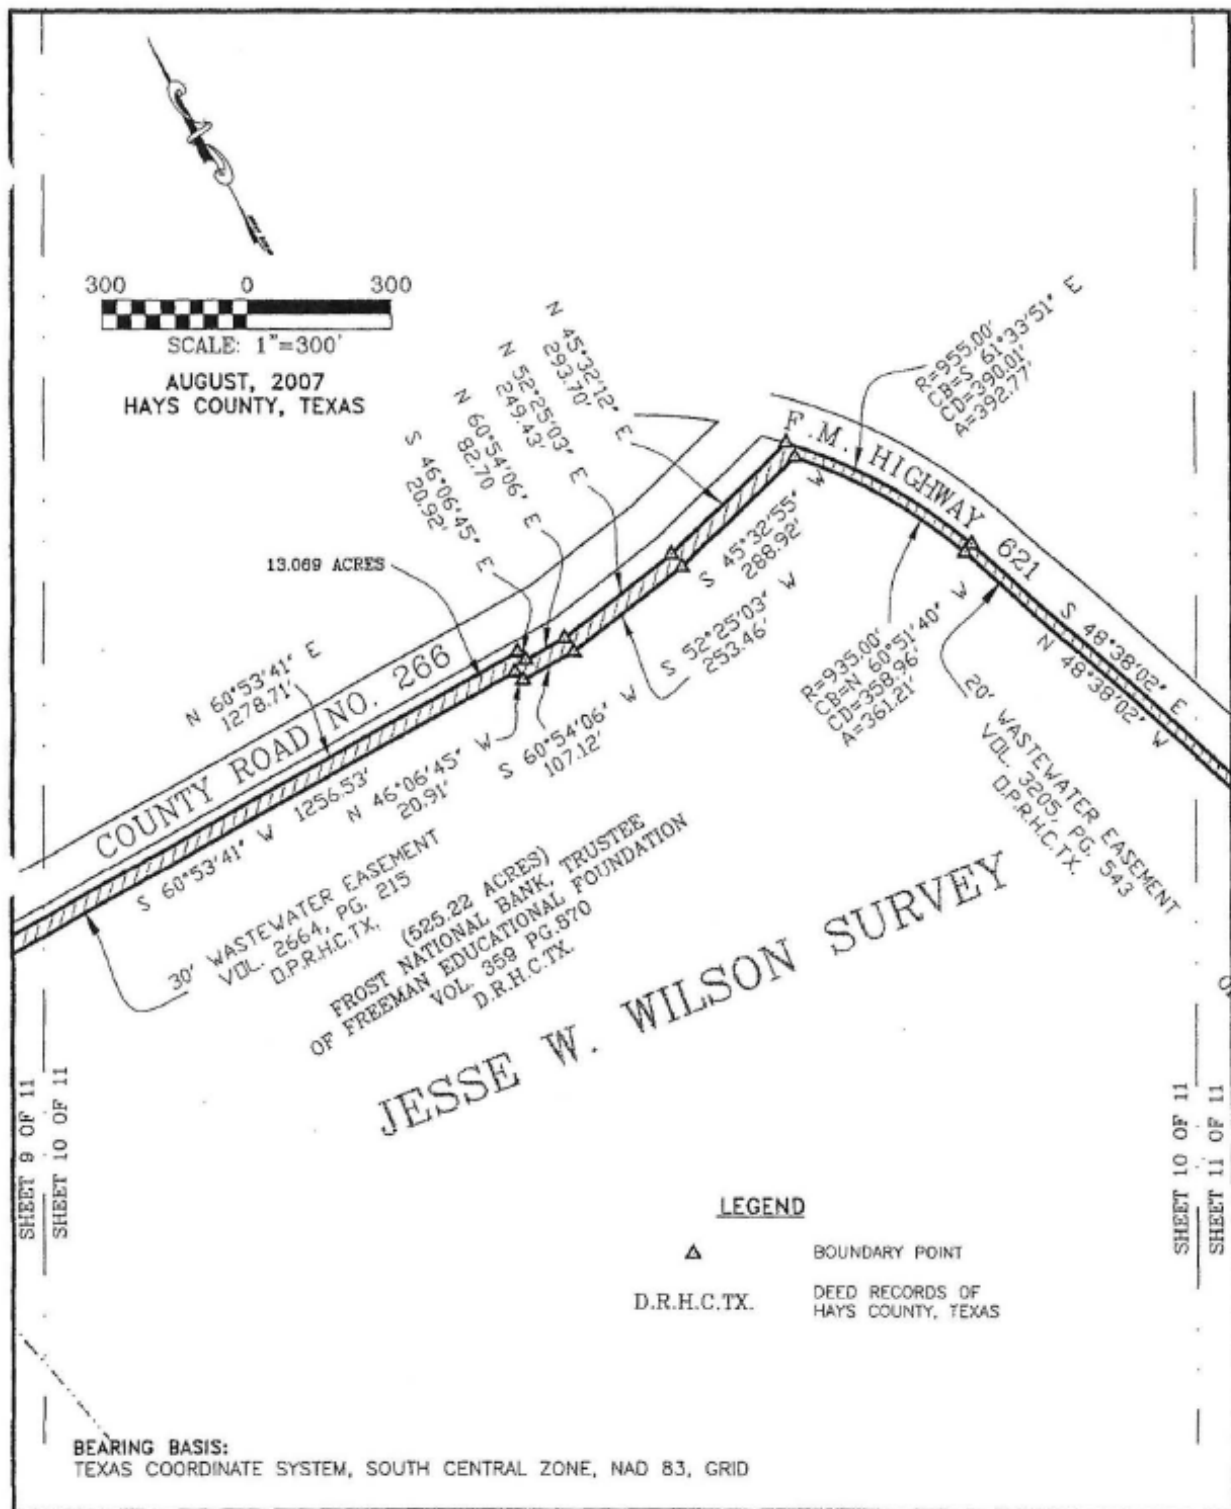 300 0 300
SCALE: 1"=300'
AUGUST, 2007
HAYS COUNTY, TEXAS
N 45°32'12" E
293.70'
N 52°25'03" E
249.43'
N 60°54'06" E
82.70
S 46°06'45" E
20.92'
13.069 ACRES
N 60°53'41" E
1278.71'
COUNTY ROAD NO. 266
S 60°53'41" W 1256.53'
N 46°06'45" W
20.91'
S 60°54'06" W
107.12'
S 52°25'03" W
253.46'
S 45°32'55" W
288.92'
F.M. HIGHWAY 621
R=955.00'
CB=S 61°33'51" E
CD=390.01'
A=392.77'
R=935.00'
CB=N 60°51'40" W
CD=358.96'
A=361.21'
S 48°38'02" E
N 48°38'02" W
20' WASTEWATER EASEMENT
VOL. 3205, PG. 543
O.P.R.H.C.TX.
30' WASTEWATER EASEMENT
VOL. 2664, PG. 215
O.P.R.H.C.TX.
(525.22 ACRES)
FROST NATIONAL BANK, TRUSTEE
OF FREEMAN EDUCATIONAL FOUNDATION
VOL. 359 PG.870
D.R.H.C.TX.
JESSE W. WILSON SURVEY
SHEET 9 OF 11
SHEET 10 OF 11
SHEET 10 OF 11
SHEET 11 OF 11
LEGEND
BOUNDARY POINT
D.R.H.C.TX. DEED RECORDS OF
HAYS COUNTY, TEXAS
BEARING BASIS:
TEXAS COORDINATE SYSTEM, SOUTH CENTRAL ZONE, NAD 83, GRID